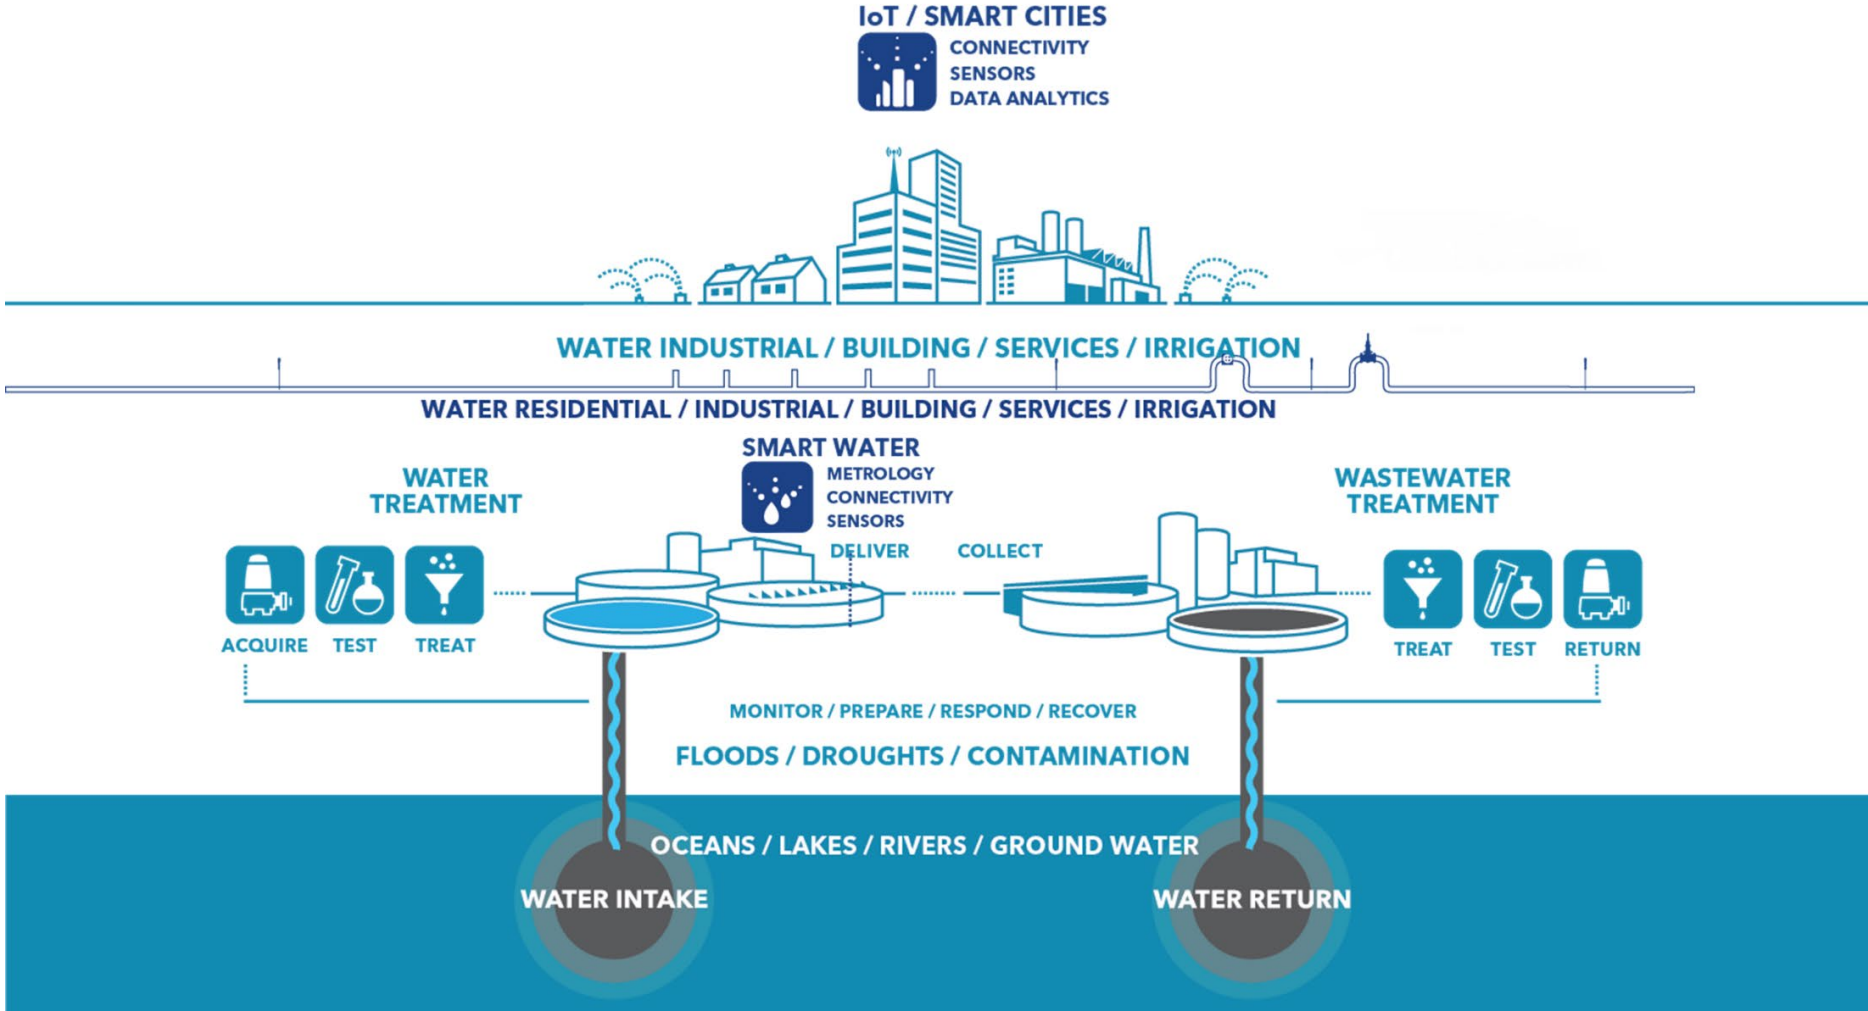 IoT / SMART CITIES
CONNECTIVITY
SENSORS
DATA ANALYTICS
WATER INDUSTRIAL / BUILDING / SERVICES / IRRIGATION
WATER RESIDENTIAL / INDUSTRIAL / BUILDING / SERVICES / IRRIGATION
SMART WATER
METROLOGY
CONNECTIVITY
SENSORS
WATER
TREATMENT
WASTEWATER
TREATMENT
DELIVER
COLLECT
ACQUIRE
TEST
TREAT
TREAT
TEST
RETURN
MONITOR / PREPARE / RESPOND / RECOVER
FLOODS / DROUGHTS / CONTAMINATION
OCEANS / LAKES / RIVERS / GROUND WATER
WATER INTAKE
WATER RETURN